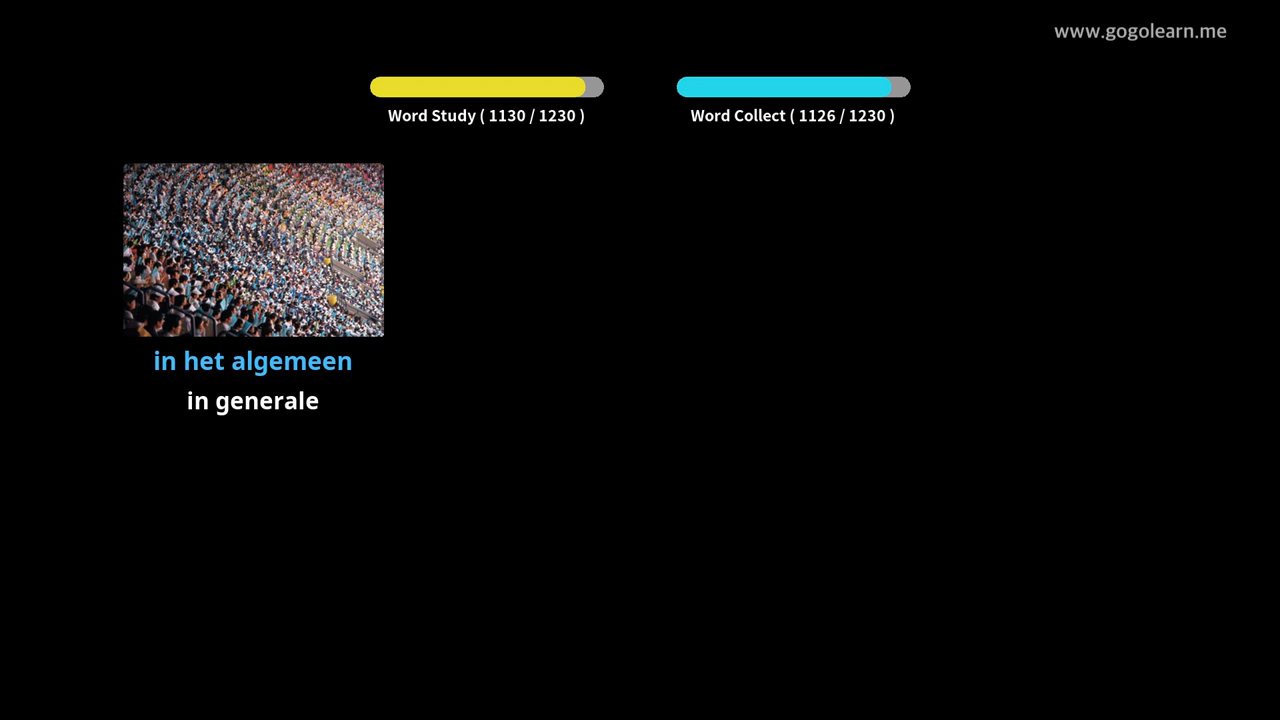 www.gogolearn.me
Word Study ( 1130 / 1230 )
Word Collect ( 1126 / 1230 )
in het algemeen
in generale